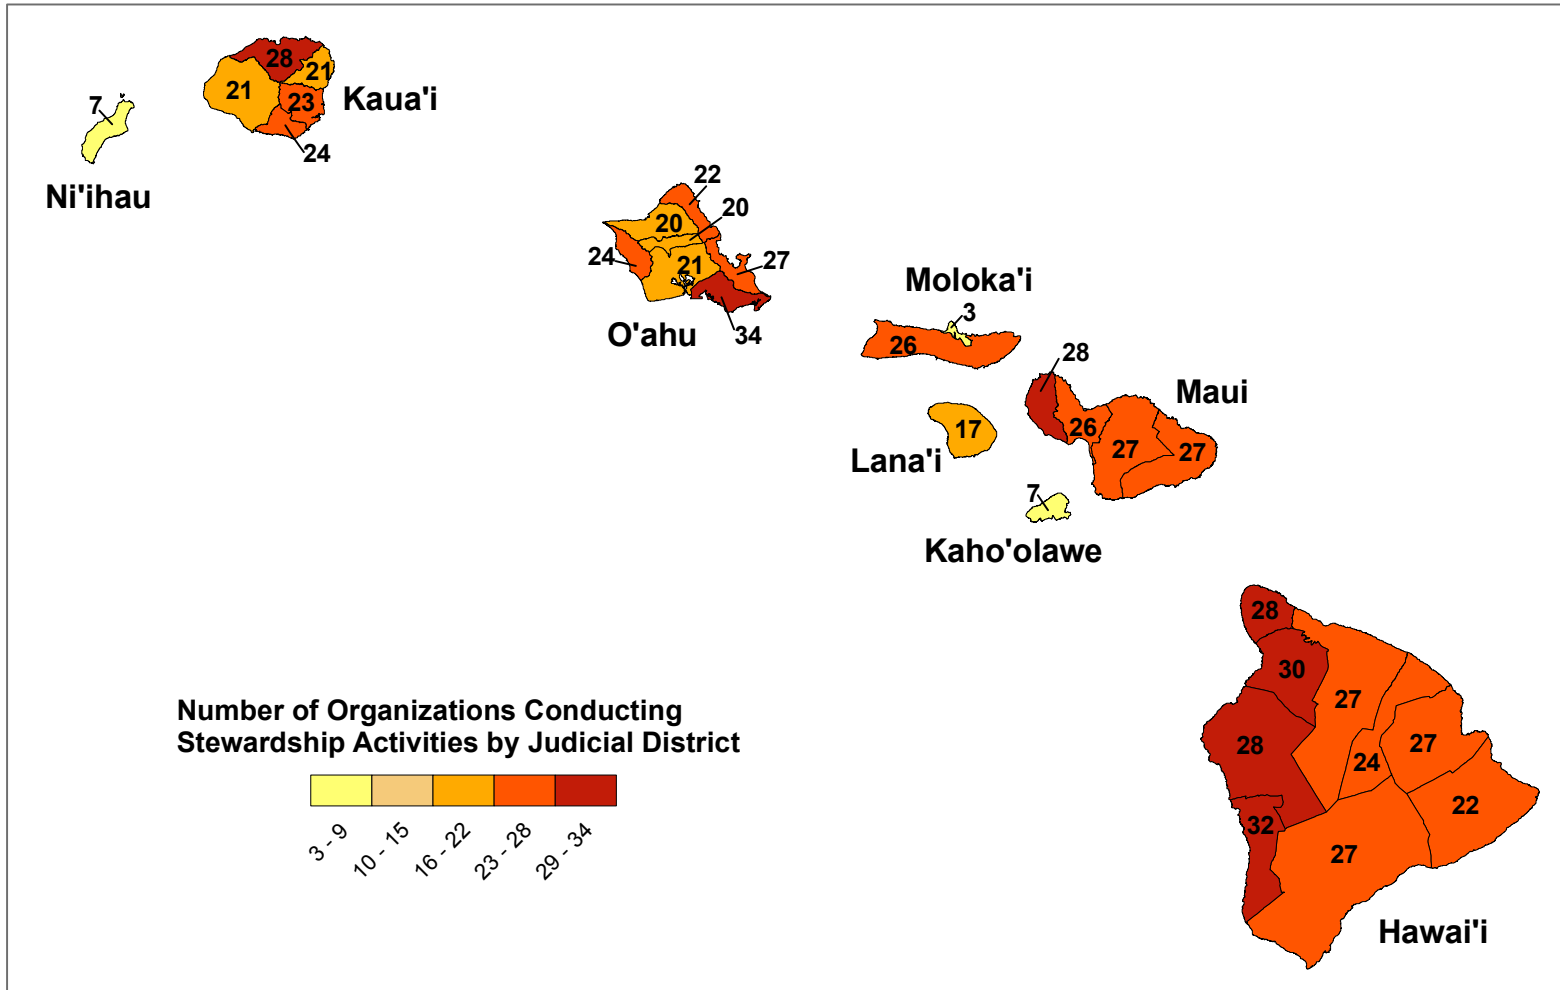 28
21
21
7
23
Kaua'i
24
Ni'ihau
22
20
20
24
21
27
O'ahu
34
Moloka'i
3
26
28
Maui
17
26
27
27
Lana'i
7
Kaho'olawe
28
30
27
28
24
27
22
32
27
Hawai'i
Number of Organizations Conducting
Stewardship Activities by Judicial District
3 - 9
10 - 15
16 - 22
23 - 28
29 - 34